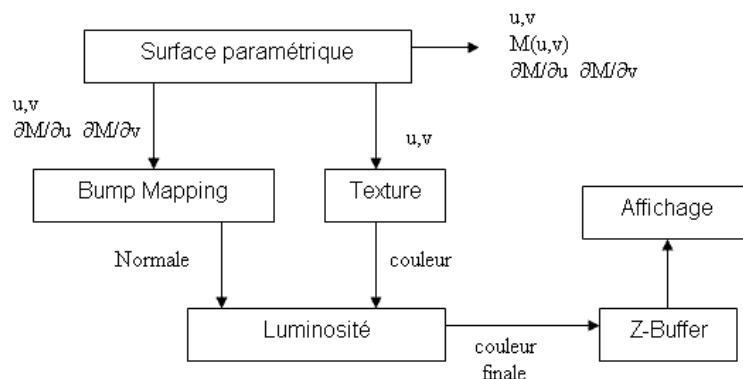 Surface paramétrique
u,v
M(u,v)
∂M/∂u ∂M/∂v
u,v
∂M/∂u ∂M/∂v
u,v
Bump Mapping
Texture
Affichage
Normale
couleur
Luminosité
couleur
finale
Z-Buffer